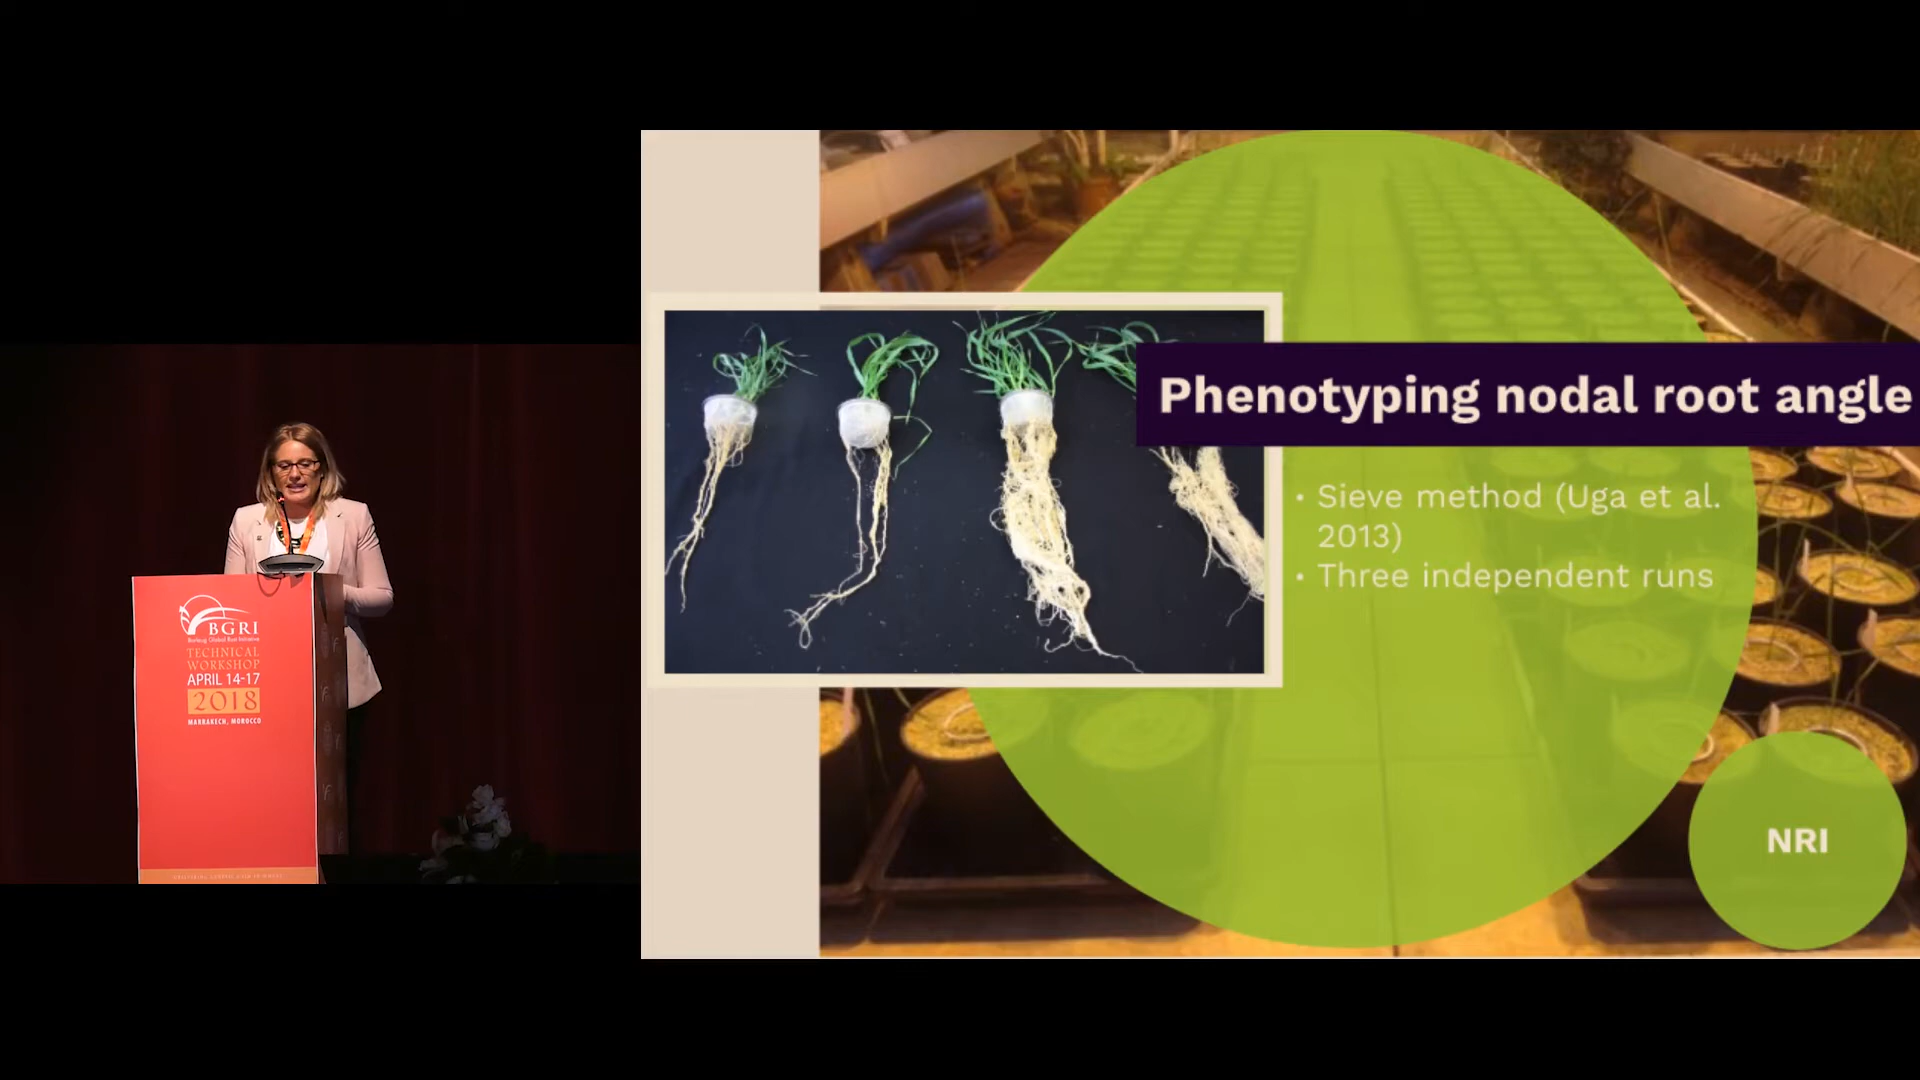 BGRI
Borlaug Global Rust Initiative
TECHNICAL
WORKSHOP
APRIL 14-17
2018
MARRAKECH, MOROCCO
Phenotyping nodal root angle
• Sieve method (Uga et al.
2013)
• Three independent runs
NRI